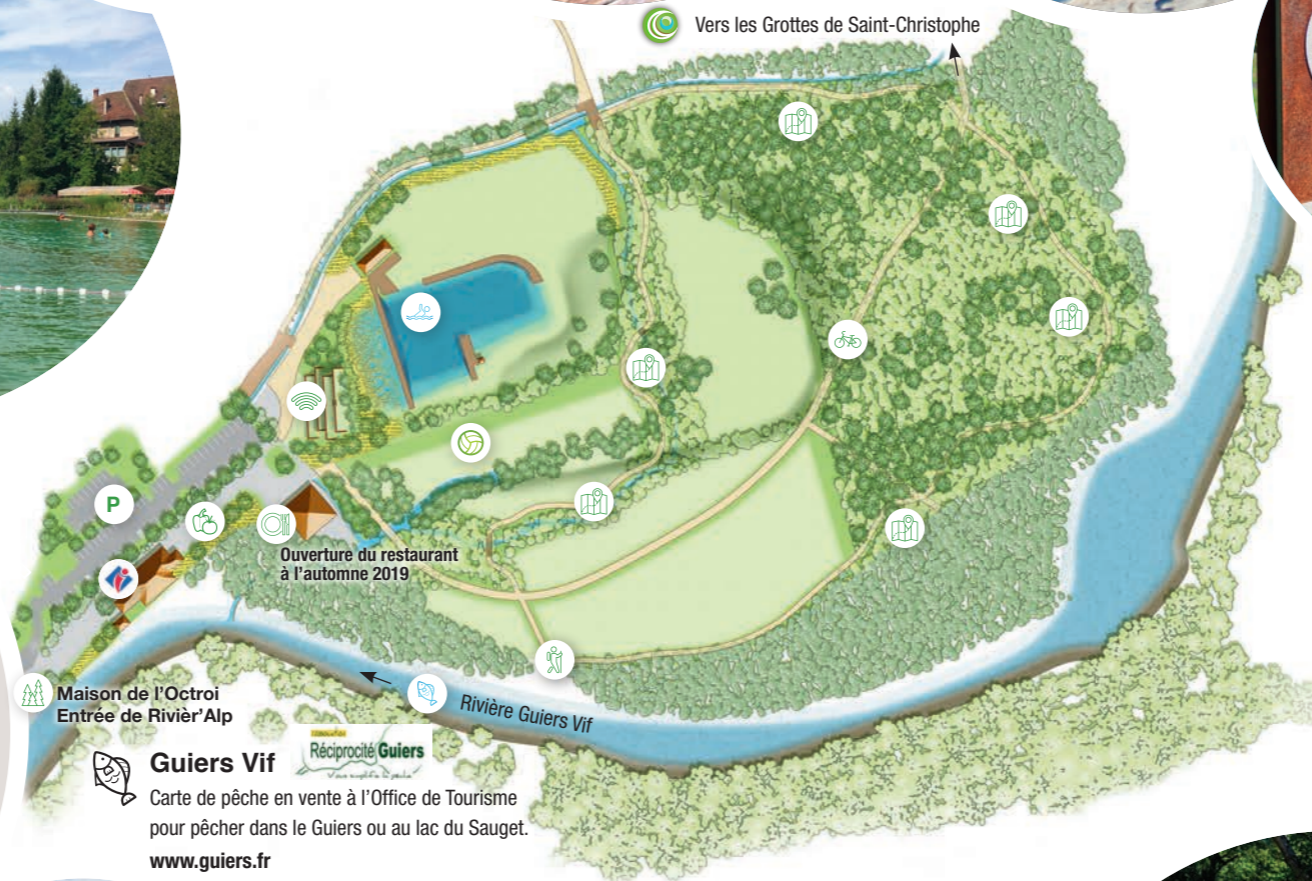 Vers les Grottes de Saint-Christophe
P
Ouverture du restaurant
à l'automne 2019
Maison de l'Octroi
Entrée de Rivièr'Alp
Rivière Guiers Vif
Guiers Vif
Réciprocité Guiers
Carte de pêche en vente à l'Office de Tourisme
pour pêcher dans le Guiers ou au lac du Sauget.
www.guiers.fr